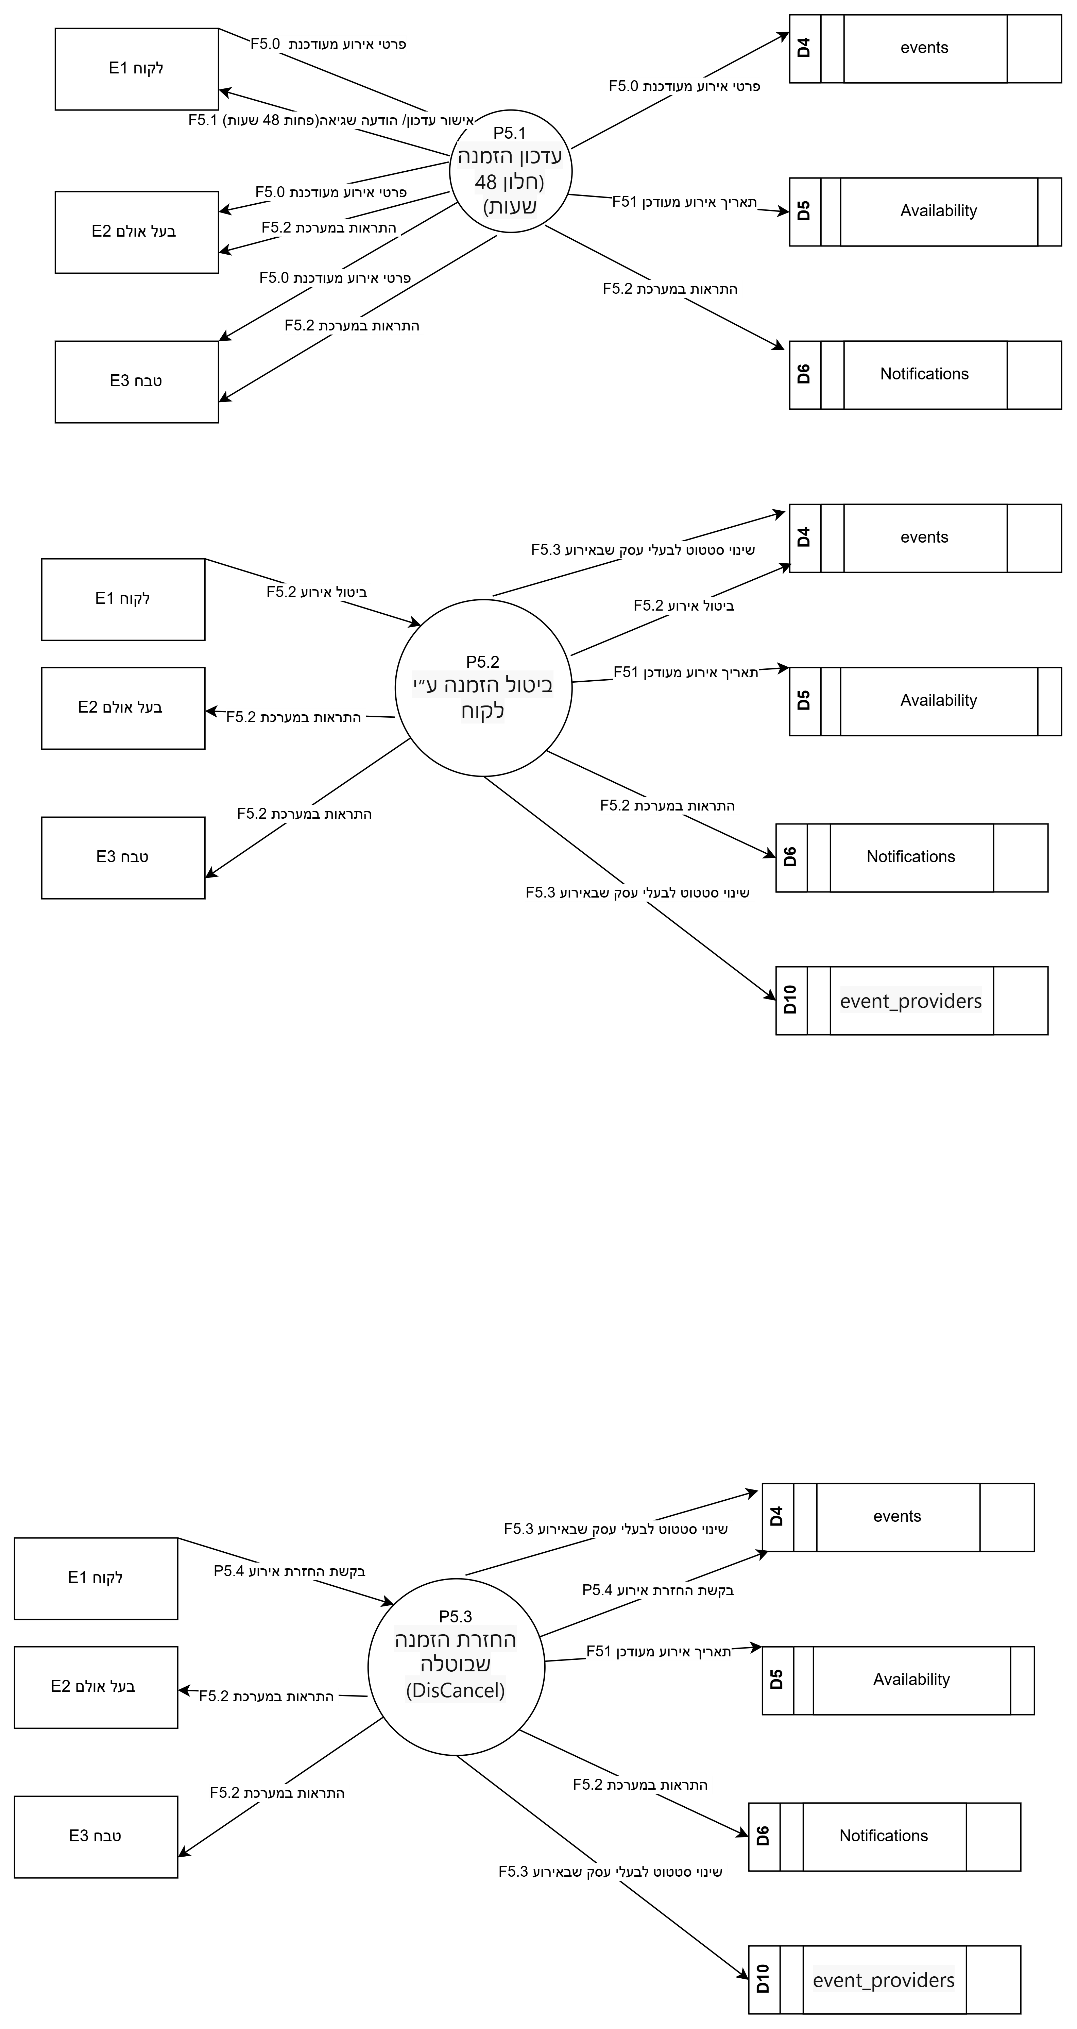 לקוח E1
F5.0 פרטי אירוע מעודכנת
F5.1 אישור עדכון/ הודעה שגיאה(פחות 48 שעות)
P5.1
עדכון הזמנה
(חלון 48
שעות)
F5.0 פרטי אירוע מעודכנת
D4
events
בעל אולם E2
F5.0 פרטי אירוע מעודכנת
F5.2 התראות במערכת
F51 תאריך אירוע מעודכן
D5
Availability
F5.0 פרטי אירוע מעודכנת
F5.2 התראות במערכת
F5.2 התראות במערכת
טבח E3
D6
Notifications
לקוח E1
F5.2 ביטול אירוע
F5.3 שינוי סטטוט לבעלי עסק שבאירוע
D4
events
F5.2 ביטול אירוע
P5.2
ביטול הזמנה ע״י
לקוח
F51 תאריך אירוע מעודכן
D5
Availability
בעל אולם E2
F5.2 התראות במערכת
F5.2 התראות במערכת
טבח E3
F5.2 התראות במערכת
D6
Notifications
F5.3 שינוי סטטוט לבעלי עסק שבאירוע
D10
event_providers
לקוח E1
P5.4 בקשת החזרת אירוע
F5.3 שינוי סטטוט לבעלי עסק שבאירוע
D4
events
P5.4 בקשת החזרת אירוע
P5.3
החזרת הזמנה
שבוטלה
(DisCancel)
F51 תאריך אירוע מעודכן
D5
Availability
בעל אולם E2
F5.2 התראות במערכת
F5.2 התראות במערכת
טבח E3
F5.2 התראות במערכת
D6
Notifications
F5.3 שינוי סטטוט לבעלי עסק שבאירוע
D10
event_providers